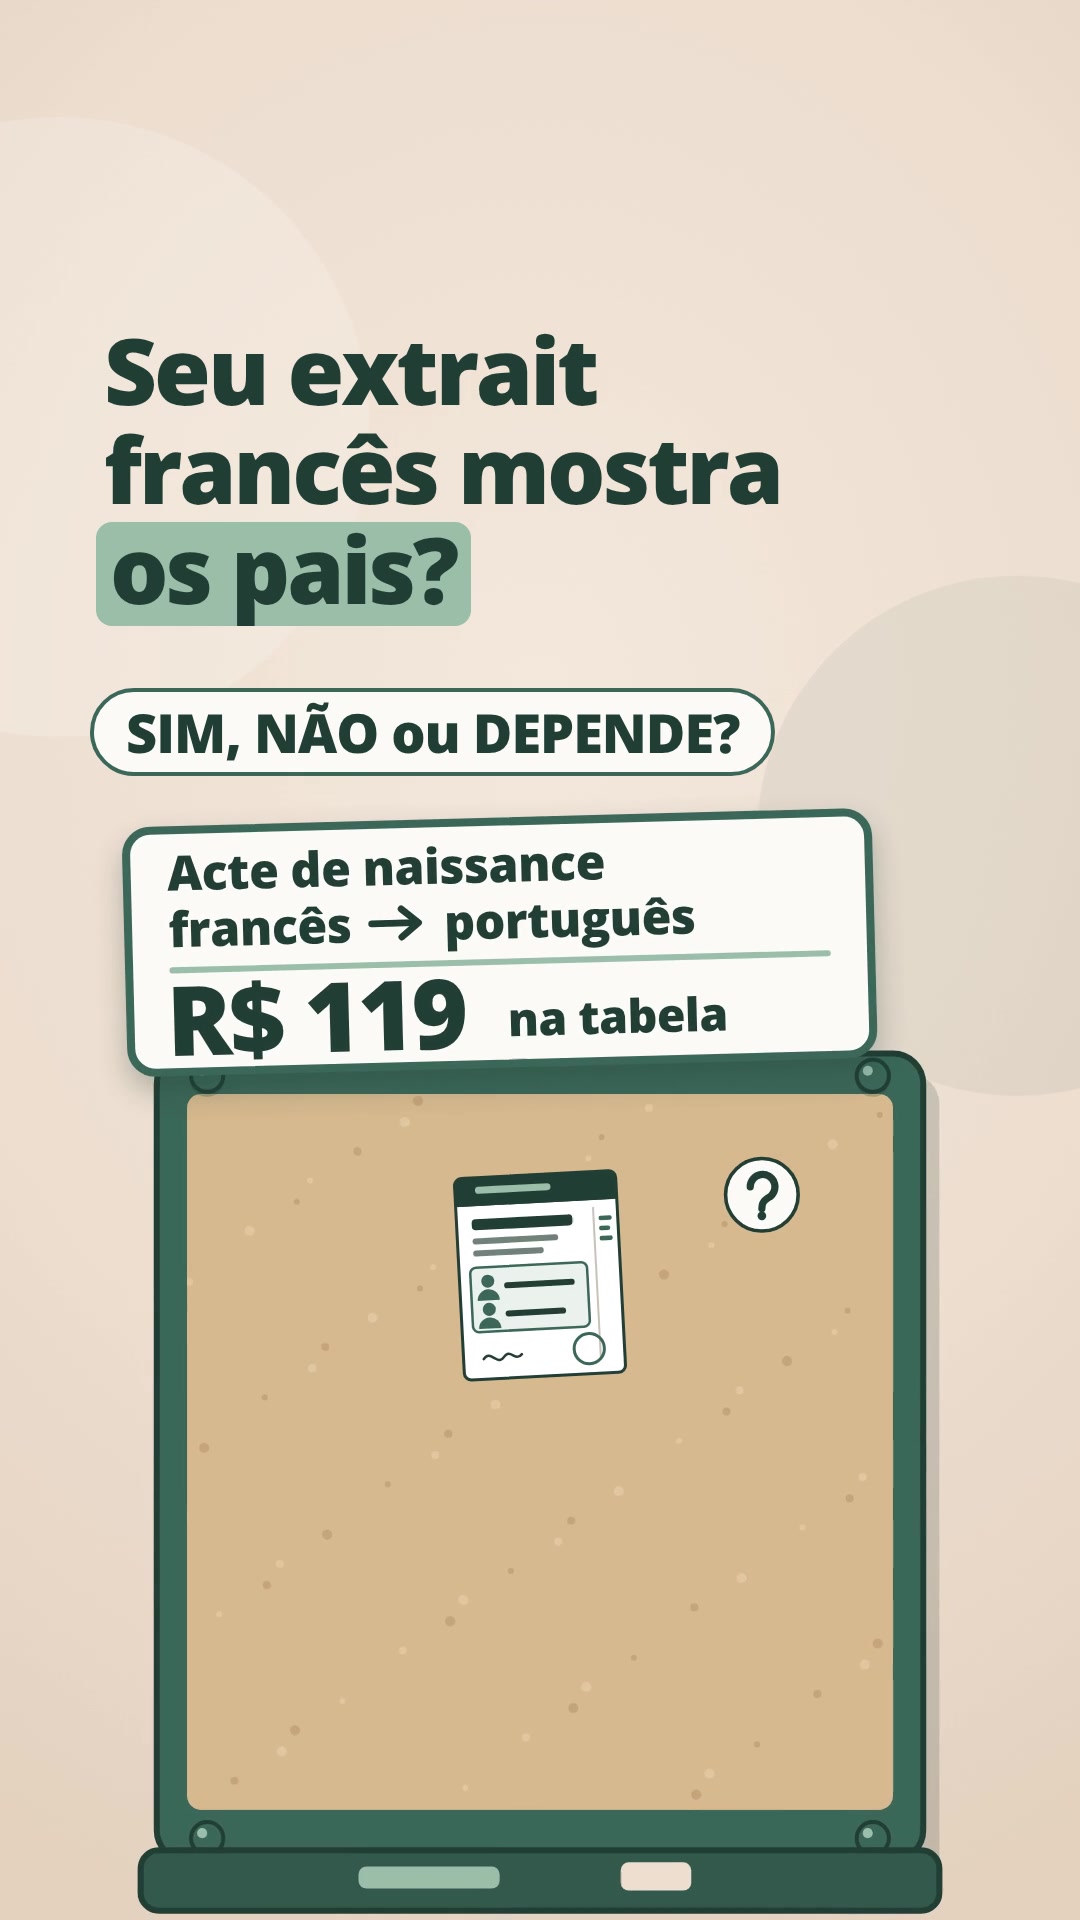 Seu extrait
francês mostra
os pais?
SIM, NÃO ou DEPENDE?
Acte de naissance
francês → português
R$ 119 na tabela
?